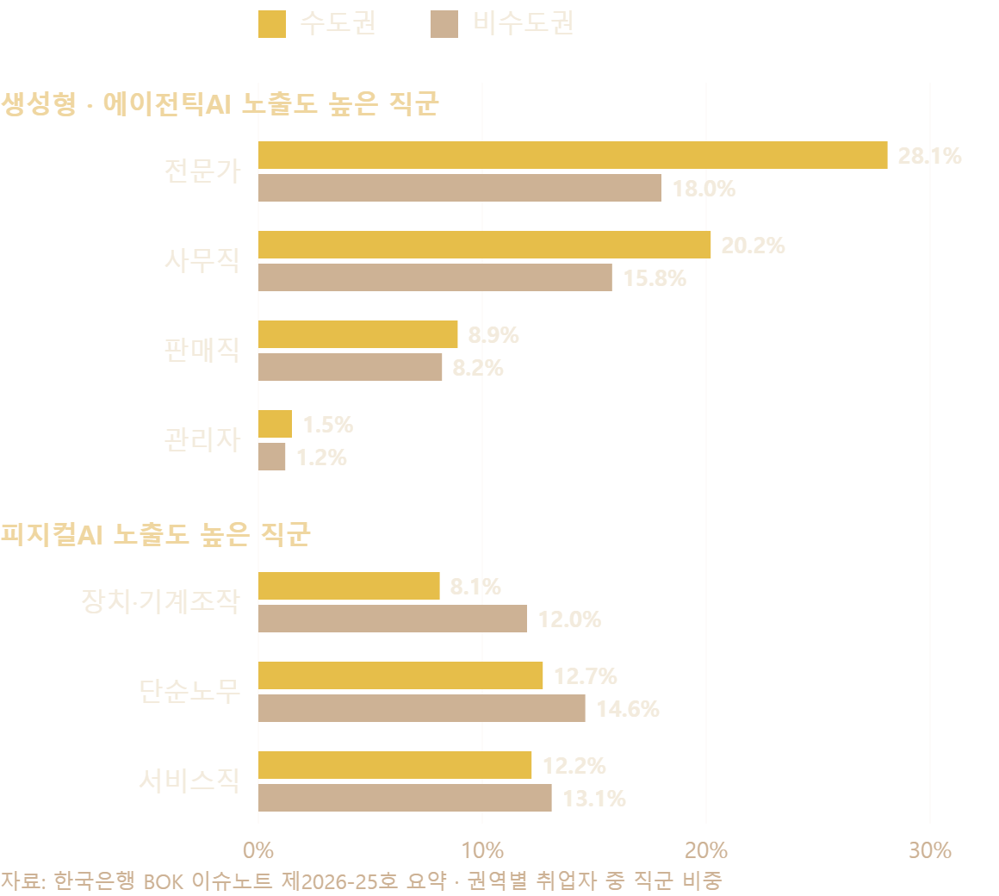 수도권 비수도권
생성형 · 에이전틱AI 노출도 높은 직군
전문가 28.1%
18.0%
사무직 20.2%
15.8%
판매직 8.9%
8.2%
관리자 1.5%
1.2%
피지컬AI 노출도 높은 직군
장치·기계조작 8.1%
12.0%
단순노무 12.7%
14.6%
서비스직 12.2%
13.1%
0% 10% 20% 30%
자료: 한국은행 BOK 이슈노트 제2026-25호 요약 · 권역별 취업자 중 직군 비중